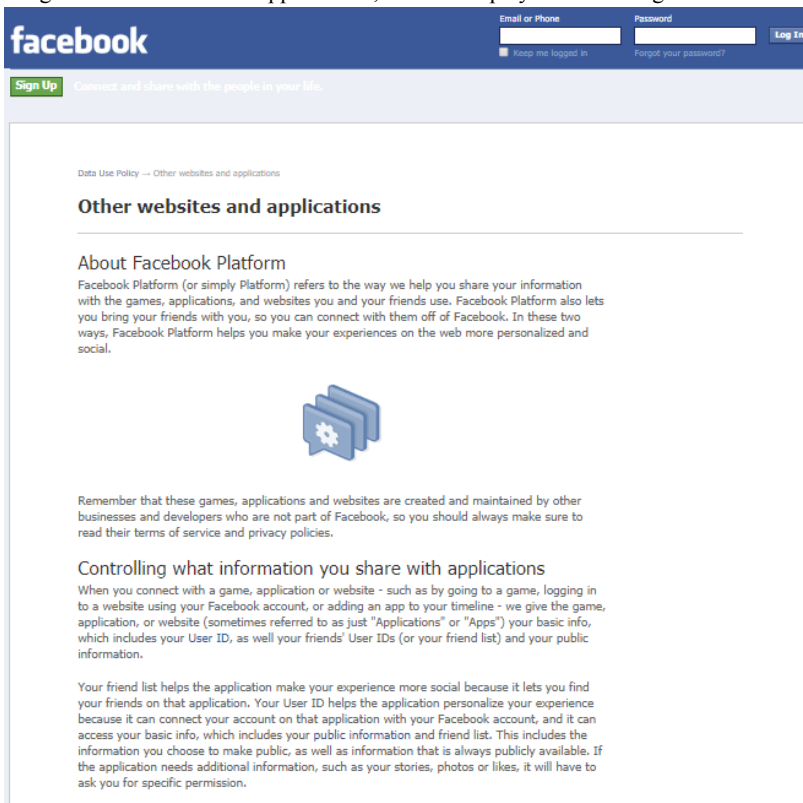 Email or Phone
Password
facebook
Log In
Keep me logged in
Forgot your password?
Sign Up
Connect and share with the people in your life.
Data Use Policy → Other websites and applications
Other websites and applications
About Facebook Platform
Facebook Platform (or simply Platform) refers to the way we help you share your information
with the games, applications, and websites you and your friends use. Facebook Platform also lets
you bring your friends with you, so you can connect with them off of Facebook. In these two
ways, Facebook Platform helps you make your experiences on the web more personalized and
social.
Remember that these games, applications and websites are created and maintained by other
businesses and developers who are not part of Facebook, so you should always make sure to
read their terms of service and privacy policies.
Controlling what information you share with applications
When you connect with a game, application or website - such as by going to a game, logging in
to a website using your Facebook account, or adding an app to your timeline - we give the game,
application, or website (sometimes referred to as just "Applications" or "Apps") your basic info,
which includes your User ID, as well your friends' User IDs (or your friend list) and your public
information.
Your friend list helps the application make your experience more social because it lets you find
your friends on that application. Your User ID helps the application personalize your experience
because it can connect your account on that application with your Facebook account, and it can
access your basic info, which includes your public information and friend list. This includes the
information you choose to make public, as well as information that is always publicly available. If
the application needs additional information, such as your stories, photos or likes, it will have to
ask you for specific permission.